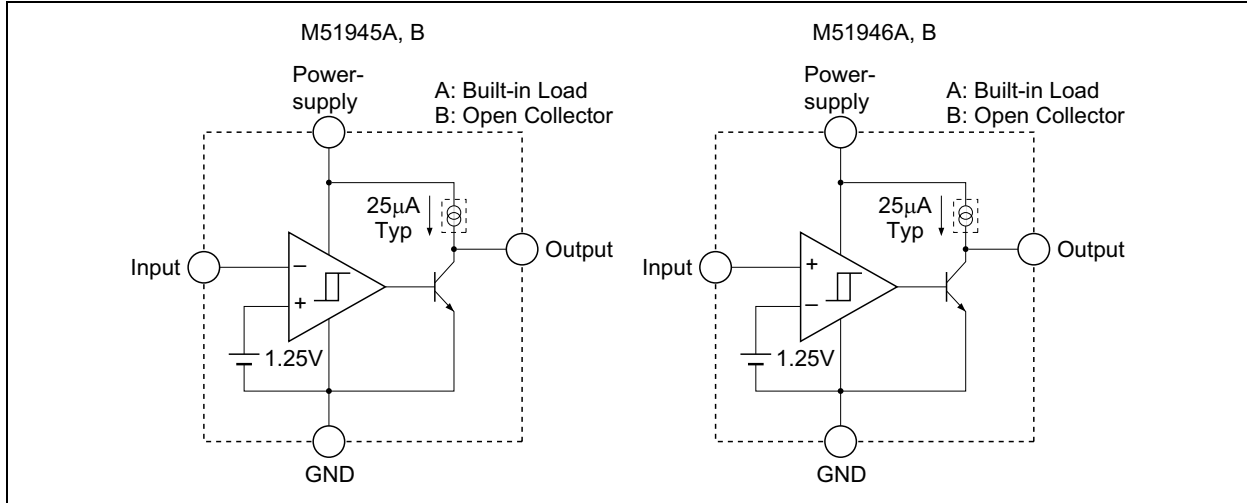 M51945A, B
Power-
supply
A: Built-in Load
B: Open Collector
25μA
Typ
Input
−
+
1.25V
Output
GND
M51946A, B
Power-
supply
A: Built-in Load
B: Open Collector
25μA
Typ
Input
+
−
1.25V
Output
GND